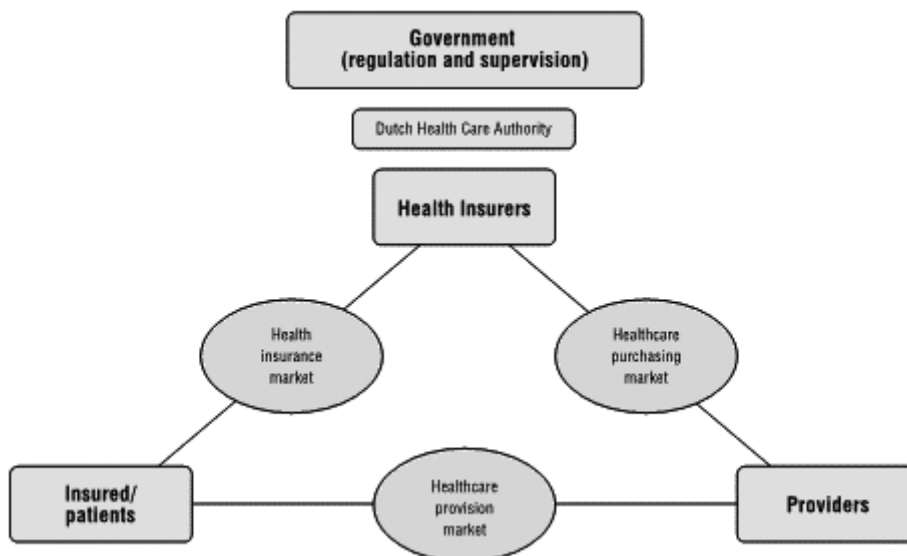 Government
(regulation and supervision)
Dutch Health Care Authority
Health Insurers
Health
insurance
market
Healthcare
purchasing
market
Insured/
patients
Healthcare
provision
market
Providers